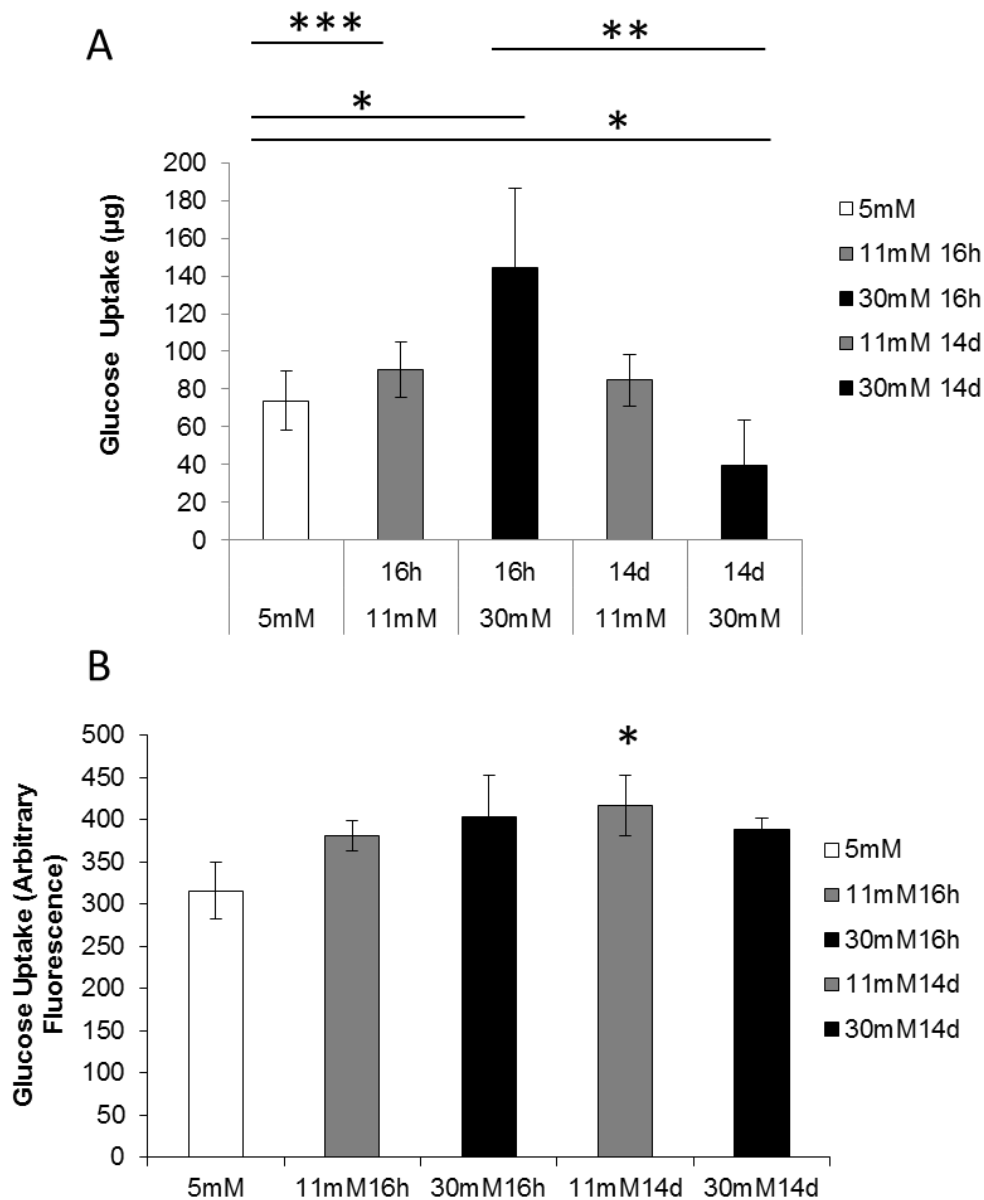 A
***
**
*
*
Glucose Uptake (µg)
200
180
160
140
120
100
80
60
40
20
0
16h 16h 14d 14d
5mM 11mM 30mM 11mM 30mM
5mM
11mM 16h
30mM 16h
11mM 14d
30mM 14d
B
*
Glucose Uptake (Arbitrary
Fluorescence)
500
450
400
350
300
250
200
150
100
50
0
5mM 11mM16h 30mM16h 11mM14d 30mM14d
5mM
11mM16h
30mM16h
11mM14d
30mM14d